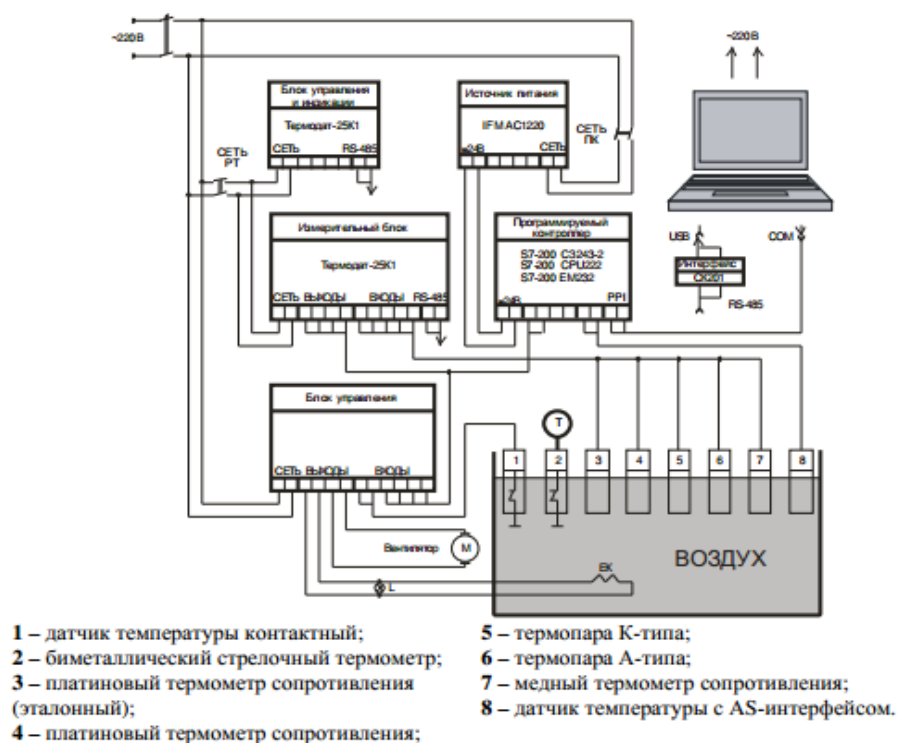 ~220В
~220В
Блок управления
и индикации
Термодат-25К1
СЕТЬ RS-485
Источник питания
IFM AC1220
=24В СЕТЬ
СЕТЬ
ПК
СЕТЬ
РТ
Измерительный блок
Термодат-25К1
СЕТЬ ВЫХОДЫ ВХОДЫ RS-485
Программируемый
контроллер
S7-200 C3243-2
S7-200 CPU222
S7-200 EM232
=24В PPI
USB COM
Интерфейс
СК201
RS-485
Блок управления
СЕТЬ ВЫХОДЫ ВХОДЫ
T
1 2 3 4 5 6 7 8
Вентилятор M
ВОЗДУХ
EK
L
1 – датчик температуры контактный;
2 – биметаллический стрелочный термометр;
3 – платиновый термометр сопротивления
(эталонный);
4 – платиновый термометр сопротивления;
5 – термопара К-типа;
6 – термопара А-типа;
7 – медный термометр сопротивления;
8 – датчик температуры с AS-интерфейсом.